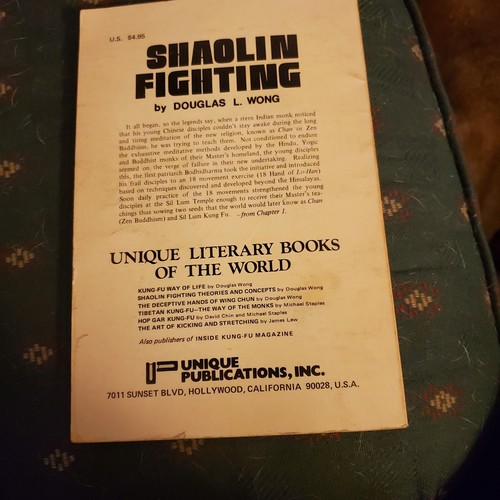 U.S. $4.95
SHAOLIN
FIGHTING
by DOUGLAS L. WONG
It all began, so the legends say, when a stern Indian monk noticed
that his young Chinese disciples couldn't stay awake during the long
and tiring meditation of the new religion, known as Chan or Zen
Buddhism, he was trying to teach them. Not conditioned to endure
the exhaustive meditative methods developed by the Hindu, Yogic
and Buddhist monks of their Master's homeland, the young disciples
seemed on the verge of failure in their new undertaking. Realizing
this, the first patriarch Bodhidharma took the initiative and introduced
his frail disciples to an 18 movement exercise (18 Hand of Lo-Han)
based on techniques discovered and developed beyond the Himalayas.
Soon daily practice of the 18 movements strengthened the young
disciples at the Sil Lum Temple enough to receive their Master's tea-
chings thus sowing two seeds that the world would later know as Chan
(Zen Buddhism) and Sil Lum Kung Fu. -from Chapter 1.
UNIQUE LITERARY BOOKS
OF THE WORLD
KUNG-FU WAY OF LIFE by Douglas Wong
SHAOLIN FIGHTING THEORIES AND CONCEPTS by Douglas Wong
THE DECEPTIVE HANDS OF WING CHUN by Douglas Wong
TIBETAN KUNG-FU—THE WAY OF THE MONKS by Michael Staples
HOP GAR KUNG-FU by David Chin and Michael Staples
THE ART OF KICKING AND STRETCHING by James Lew
Also publishers of INSIDE KUNG-FU MAGAZINE
UP UNIQUE
PUBLICATIONS, INC.
7011 SUNSET BLVD, HOLLYWOOD, CALIFORNIA 90028, U.S.A.